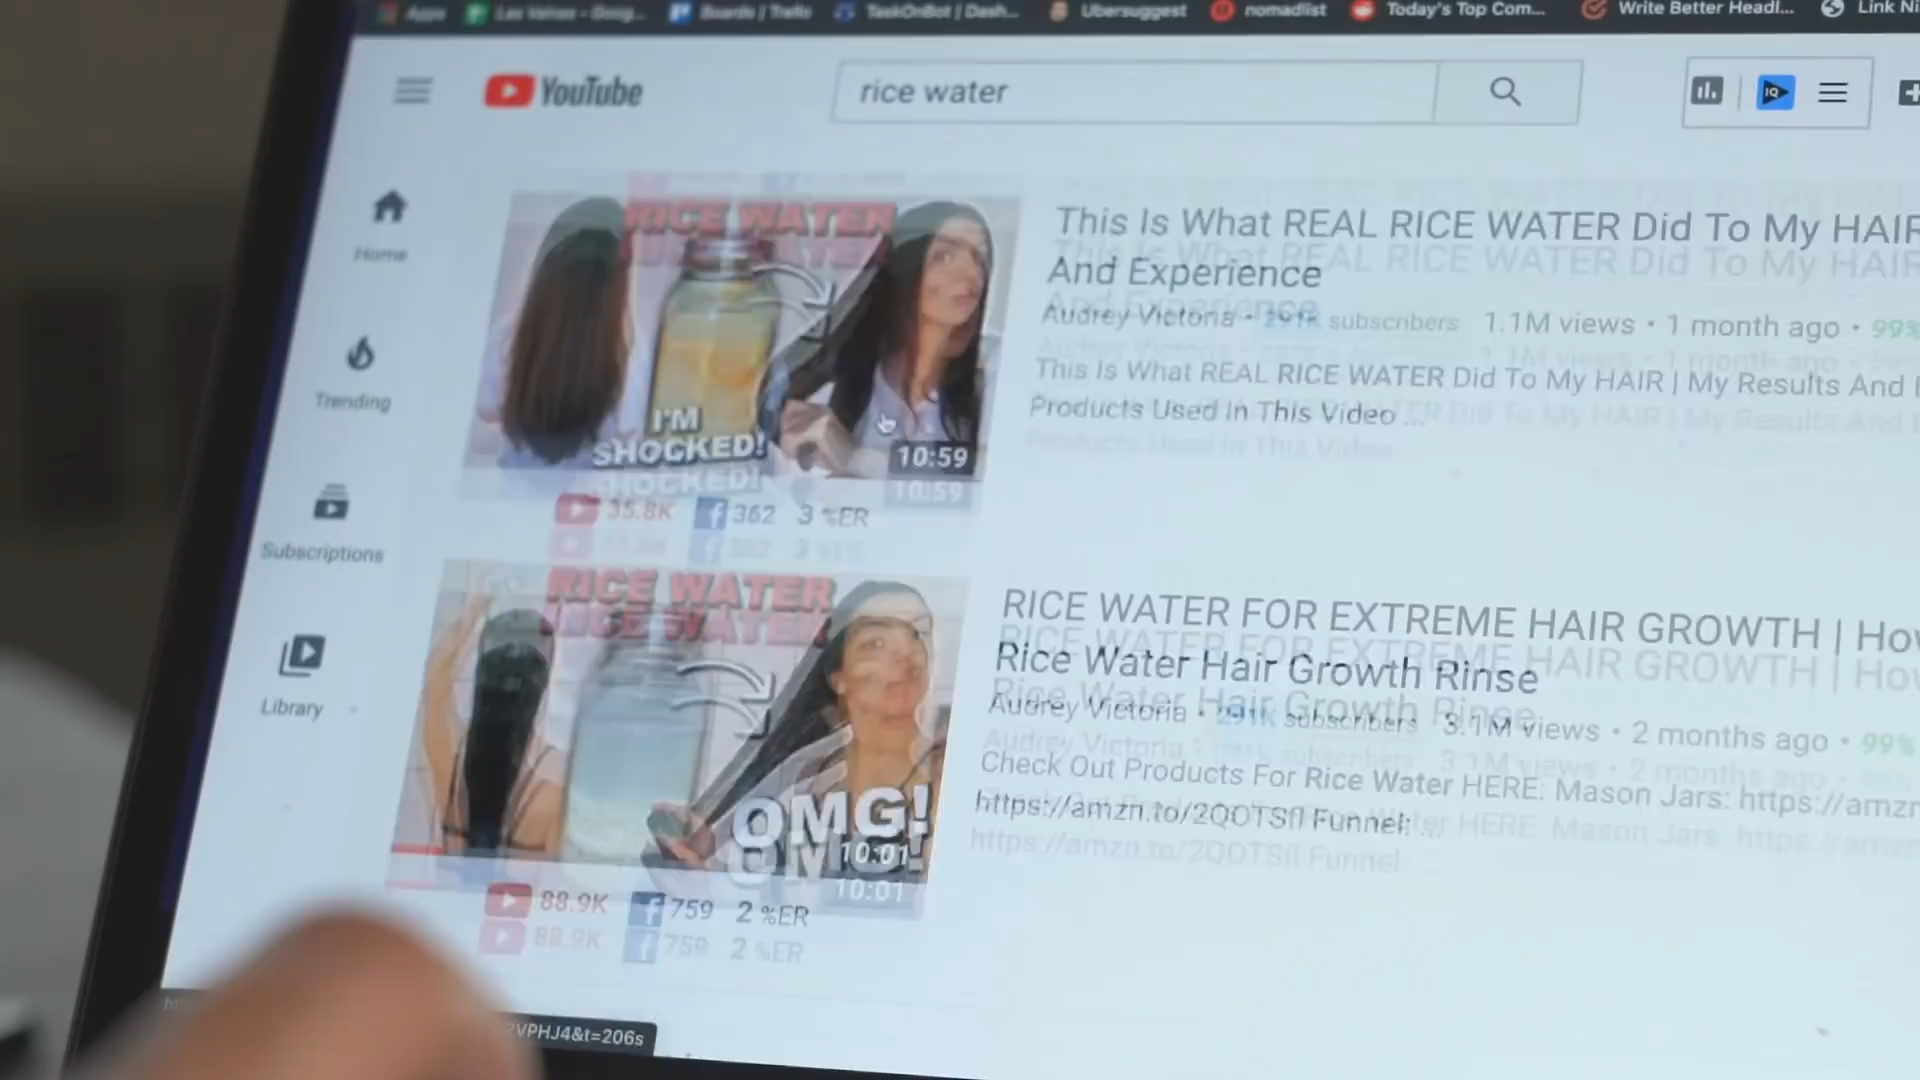 Apps
Boards | Trello
TaskOnBot | Dash...
Ubersuggest
nomadlist
Today's Top Com...
Write Better Headl...
Link Ni
YouTube
rice water
IQ
Home
Trending
Subscriptions
Library
RICE WATER
I'M
SHOCKED!
10:59
35.8K 362 3 %ER
This Is What REAL RICE WATER Did To My HAIR
And Experience
Audrey Victoria • 291K subscribers 1.1M views • 1 month ago • 99%
This Is What REAL RICE WATER Did To My HAIR | My Results And
Products Used In This Video ...
RICE WATER
OMG!
10:01
88.9K 759 2 %ER
RICE WATER FOR EXTREME HAIR GROWTH | How
Rice Water Hair Growth Rinse
Audrey Victoria • 291K subscribers 3.1M views • 2 months ago • 99%
Check Out Products For Rice Water HERE: Mason Jars: https://amzn
https://amzn.to/2QOTSfl Funnel: ...
VPHJ4&t=206s